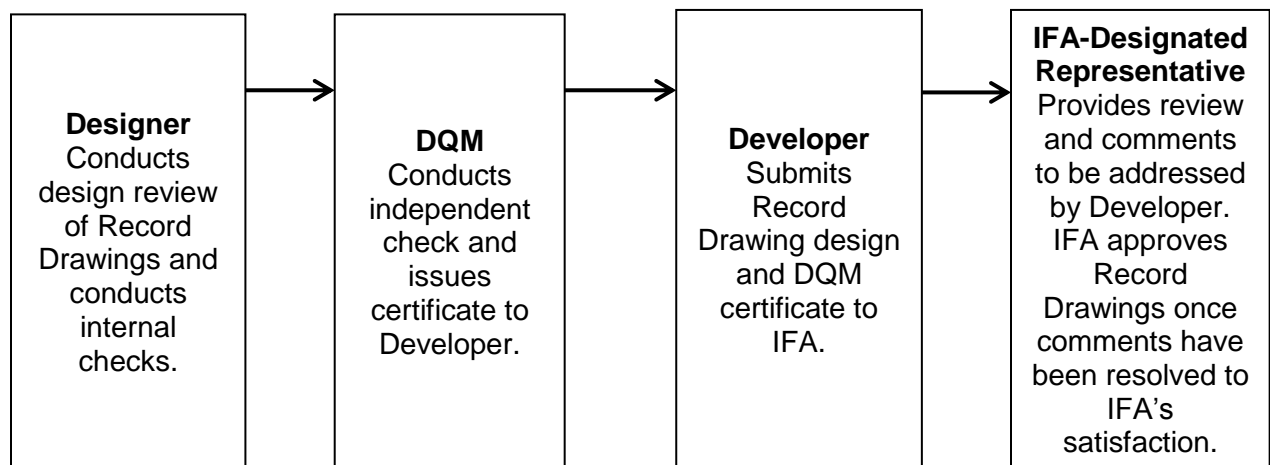 Designer
Conducts
design review
of Record
Drawings and
conducts
internal
checks.
DQM
Conducts
independent
check and
issues
certificate to
Developer.
Developer
Submits
Record
Drawing design
and DQM
certificate to
IFA.
IFA-Designated
Representative
Provides review
and comments
to be addressed
by Developer.
IFA approves
Record
Drawings once
comments have
been resolved to
IFA’s
satisfaction.